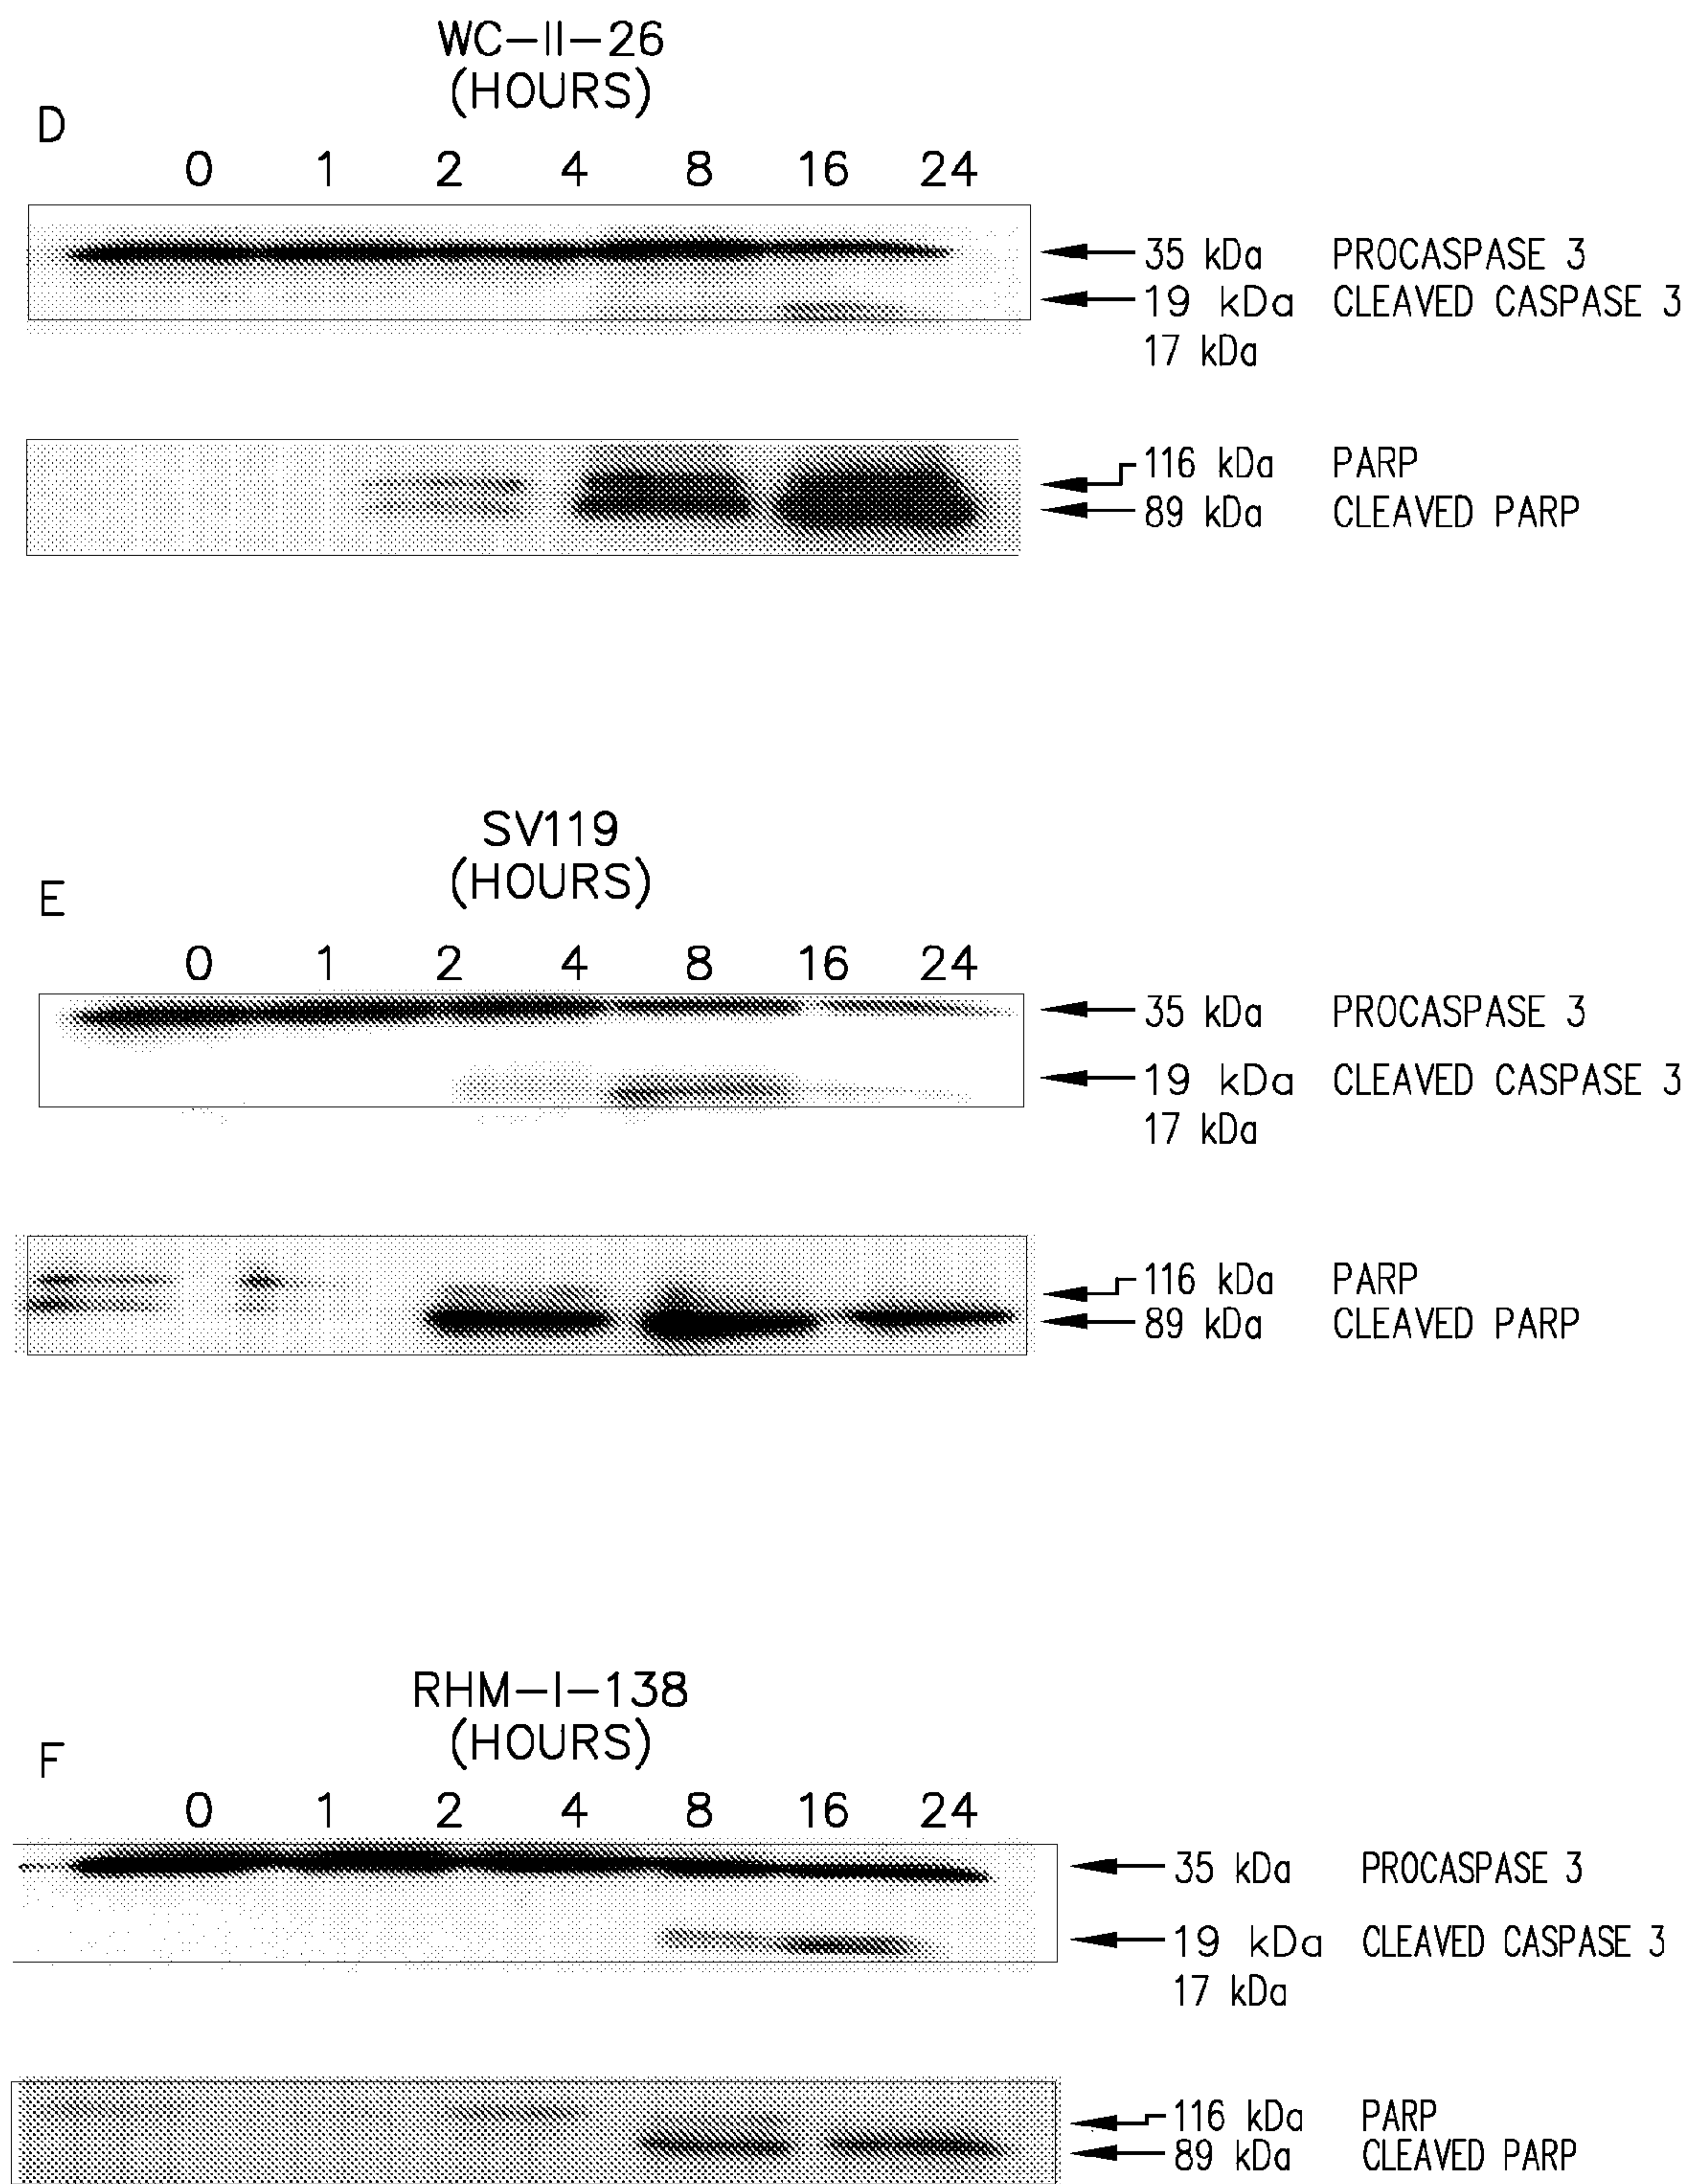 WC-II-26
(HOURS)
D
0 1 2 4 8 16 24
35 kDa PROCASPASE 3
19 kDa CLEAVED CASPASE 3
17 kDa
116 kDa PARP
89 kDa CLEAVED PARP
SV119
(HOURS)
E
0 1 2 4 8 16 24
35 kDa PROCASPASE 3
19 kDa CLEAVED CASPASE 3
17 kDa
116 kDa PARP
89 kDa CLEAVED PARP
RHM-I-138
(HOURS)
F
0 1 2 4 8 16 24
35 kDa PROCASPASE 3
19 kDa CLEAVED CASPASE 3
17 kDa
116 kDa PARP
89 kDa CLEAVED PARP